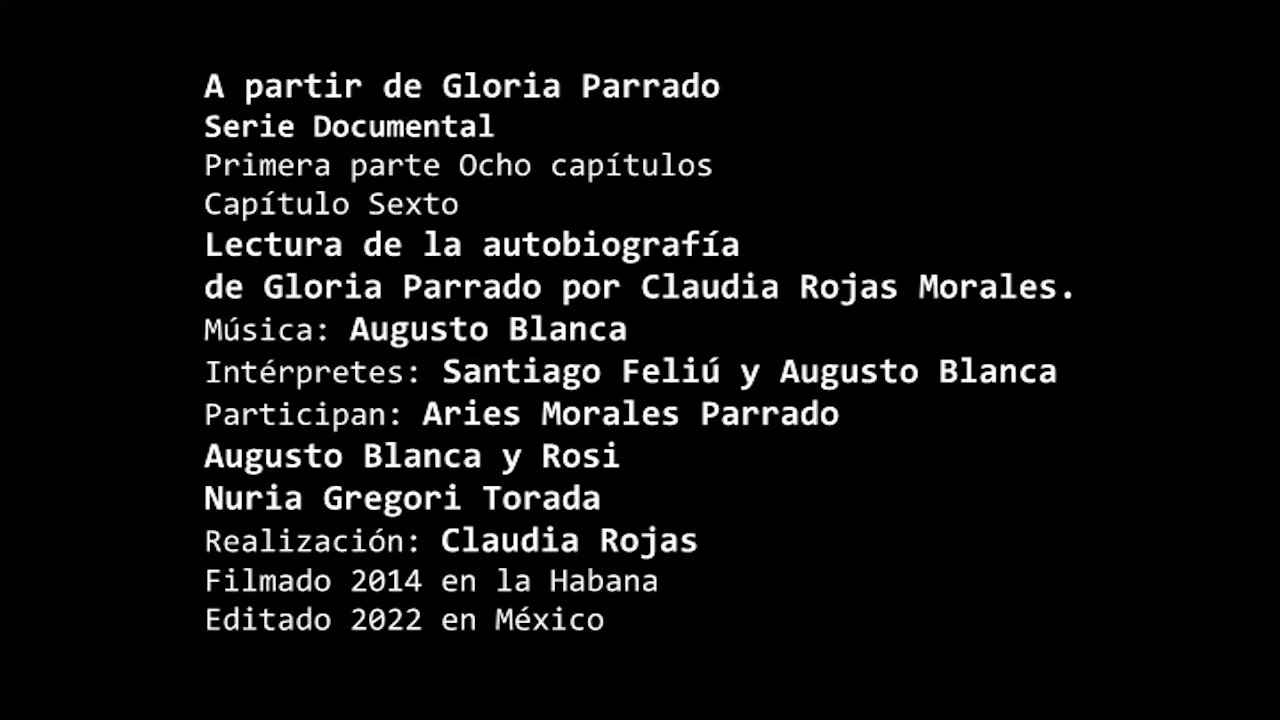 A partir de Gloria Parrado
Serie Documental
Primera parte Ocho capítulos
Capítulo Sexto
Lectura de la autobiografía
de Gloria Parrado por Claudia Rojas Morales.
Música: Augusto Blanca
Intérpretes: Santiago Feliú y Augusto Blanca
Participan: Aries Morales Parrado
Augusto Blanca y Rosi
Nuria Gregori Torada
Realización: Claudia Rojas
Filmado 2014 en la Habana
Editado 2022 en México